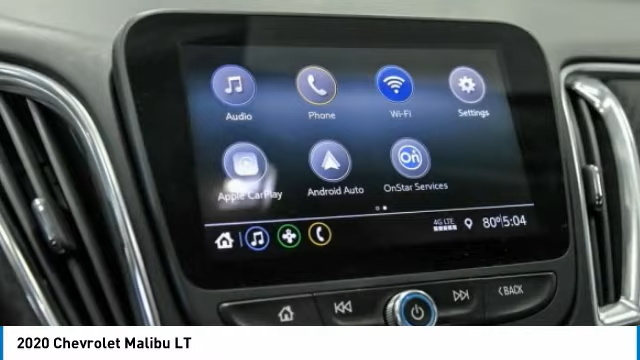 Audio Phone Wi-Fi Settings
Apple CarPlay Android Auto OnStar Services
On
4G LTE
80° 5:04
‹ BACK
2020 Chevrolet Malibu LT